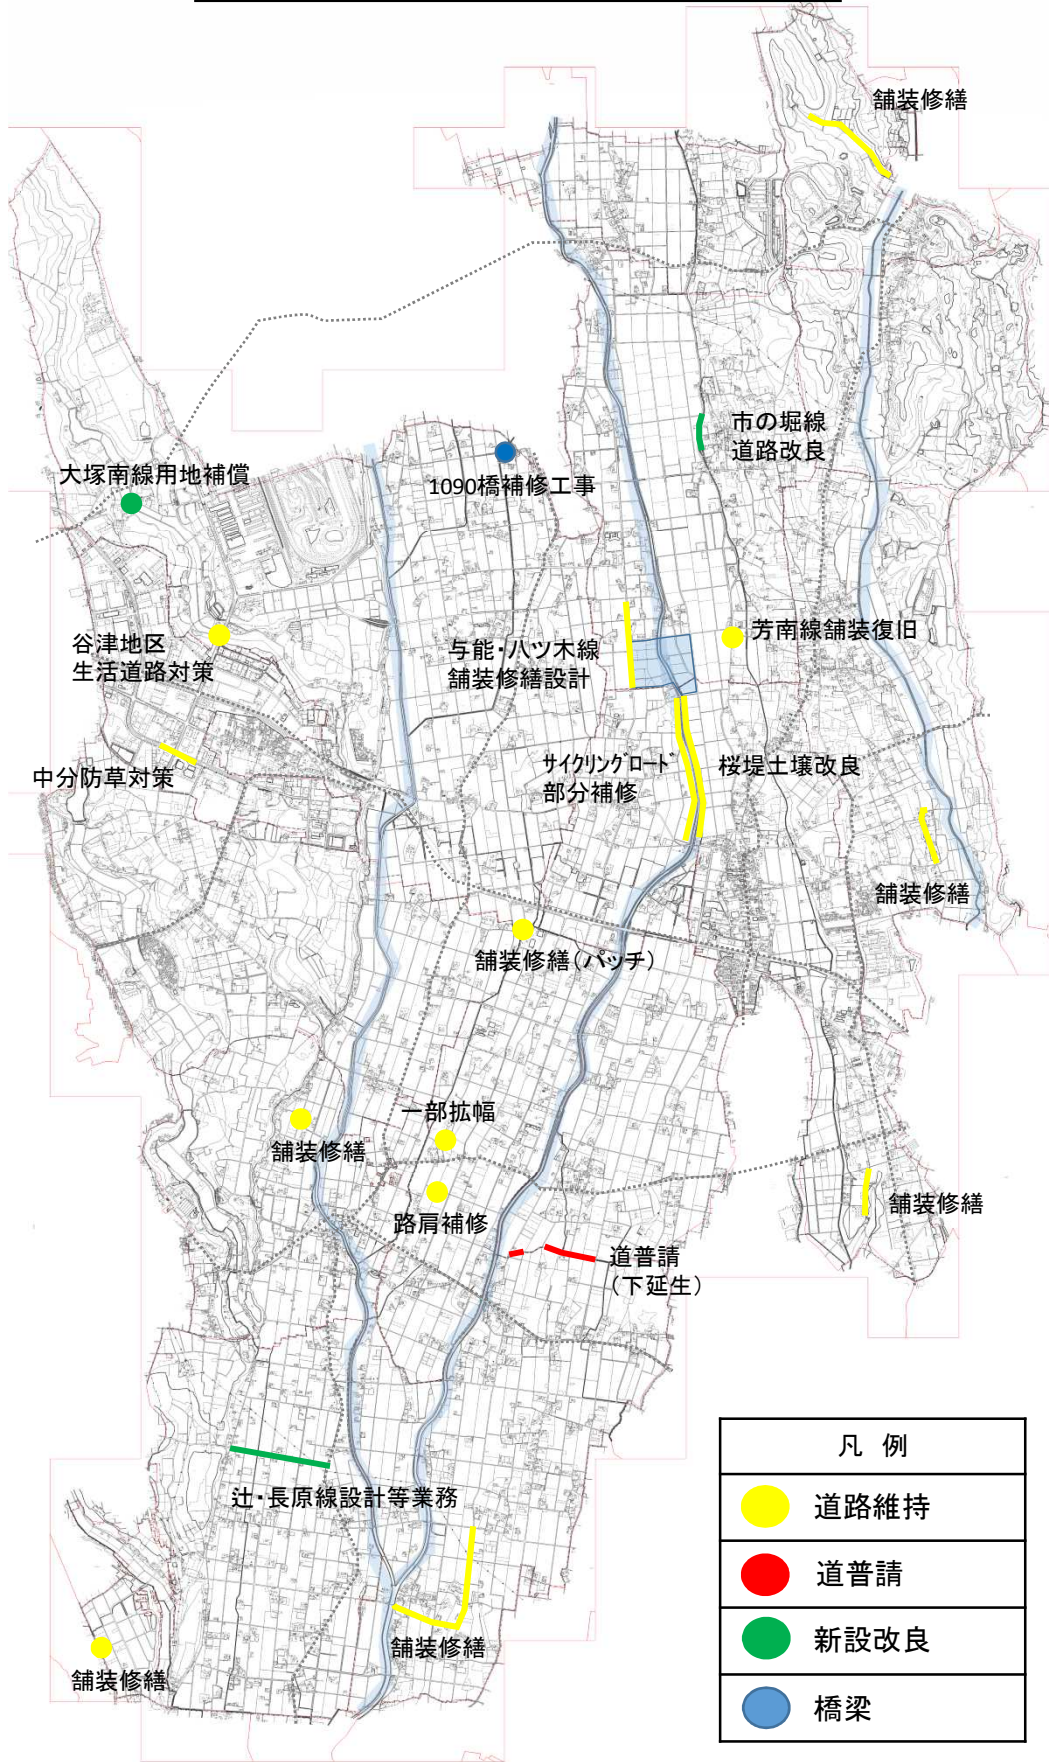 舗装修繕
市の堀線
道路改良
大塚南線用地補償
1090橋補修工事
谷津地区
生活道路対策
与能・八ツ木線
舗装修繕設計
芳南線舗装復旧
中分防草対策
ｻｲｸﾘﾝｸﾞﾛｰﾄﾞ
部分補修
桜堤土壌改良
舗装修繕
舗装修繕（パッチ）
一部拡幅
舗装修繕
路肩補修
舗装修繕
道普請
（下延生）
辻・長原線設計等業務
舗装修繕
舗装修繕
凡 例
道路維持
道普請
新設改良
橋梁